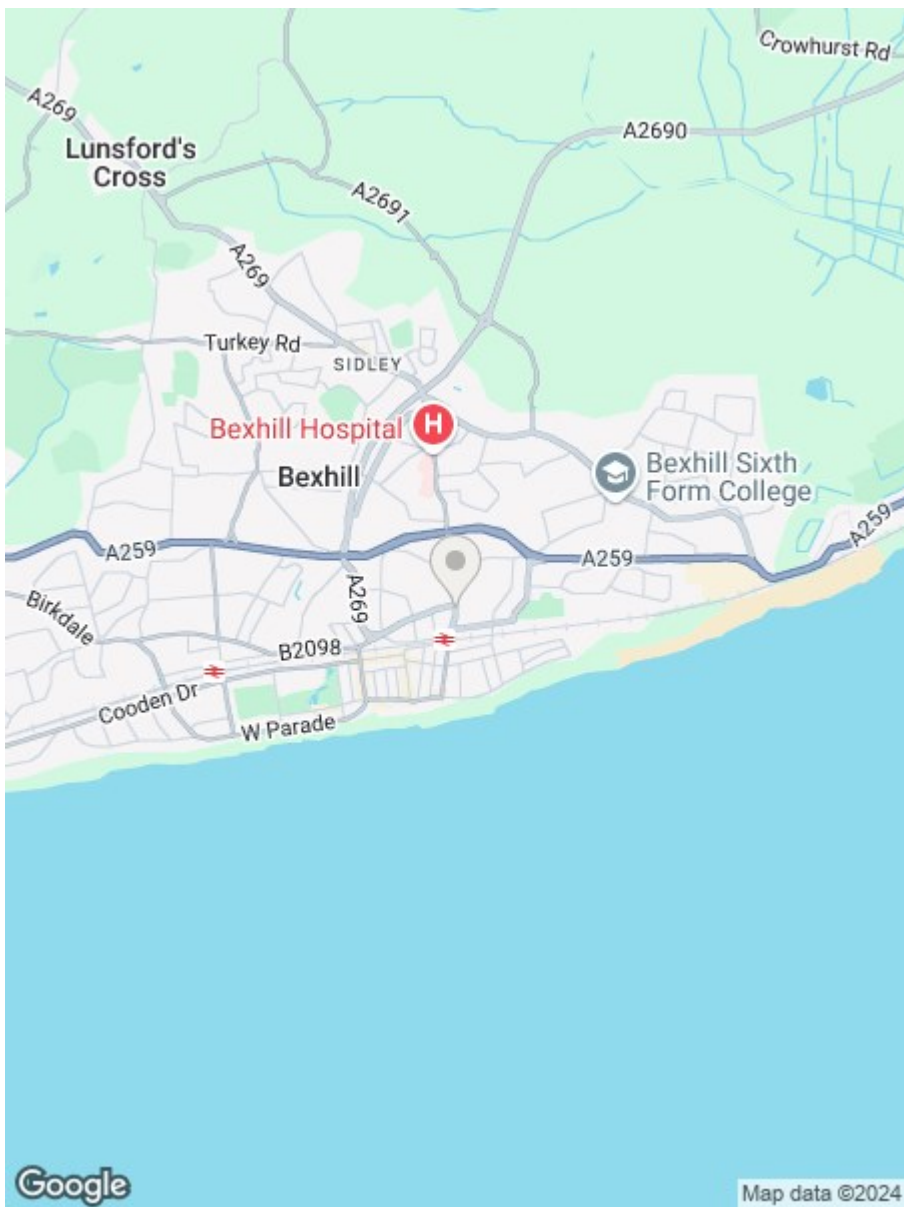 Crowhurst Rd
A269
A2690
Lunsford's
Cross
A2691
A269
Turkey Rd
SIDLEY
Bexhill Hospital
H
Bexhill
Bexhill Sixth
Form College
A259
A259
A259
A269
Birkdale
B2098
Cooden Dr
W Parade
Google
Map data ©2024